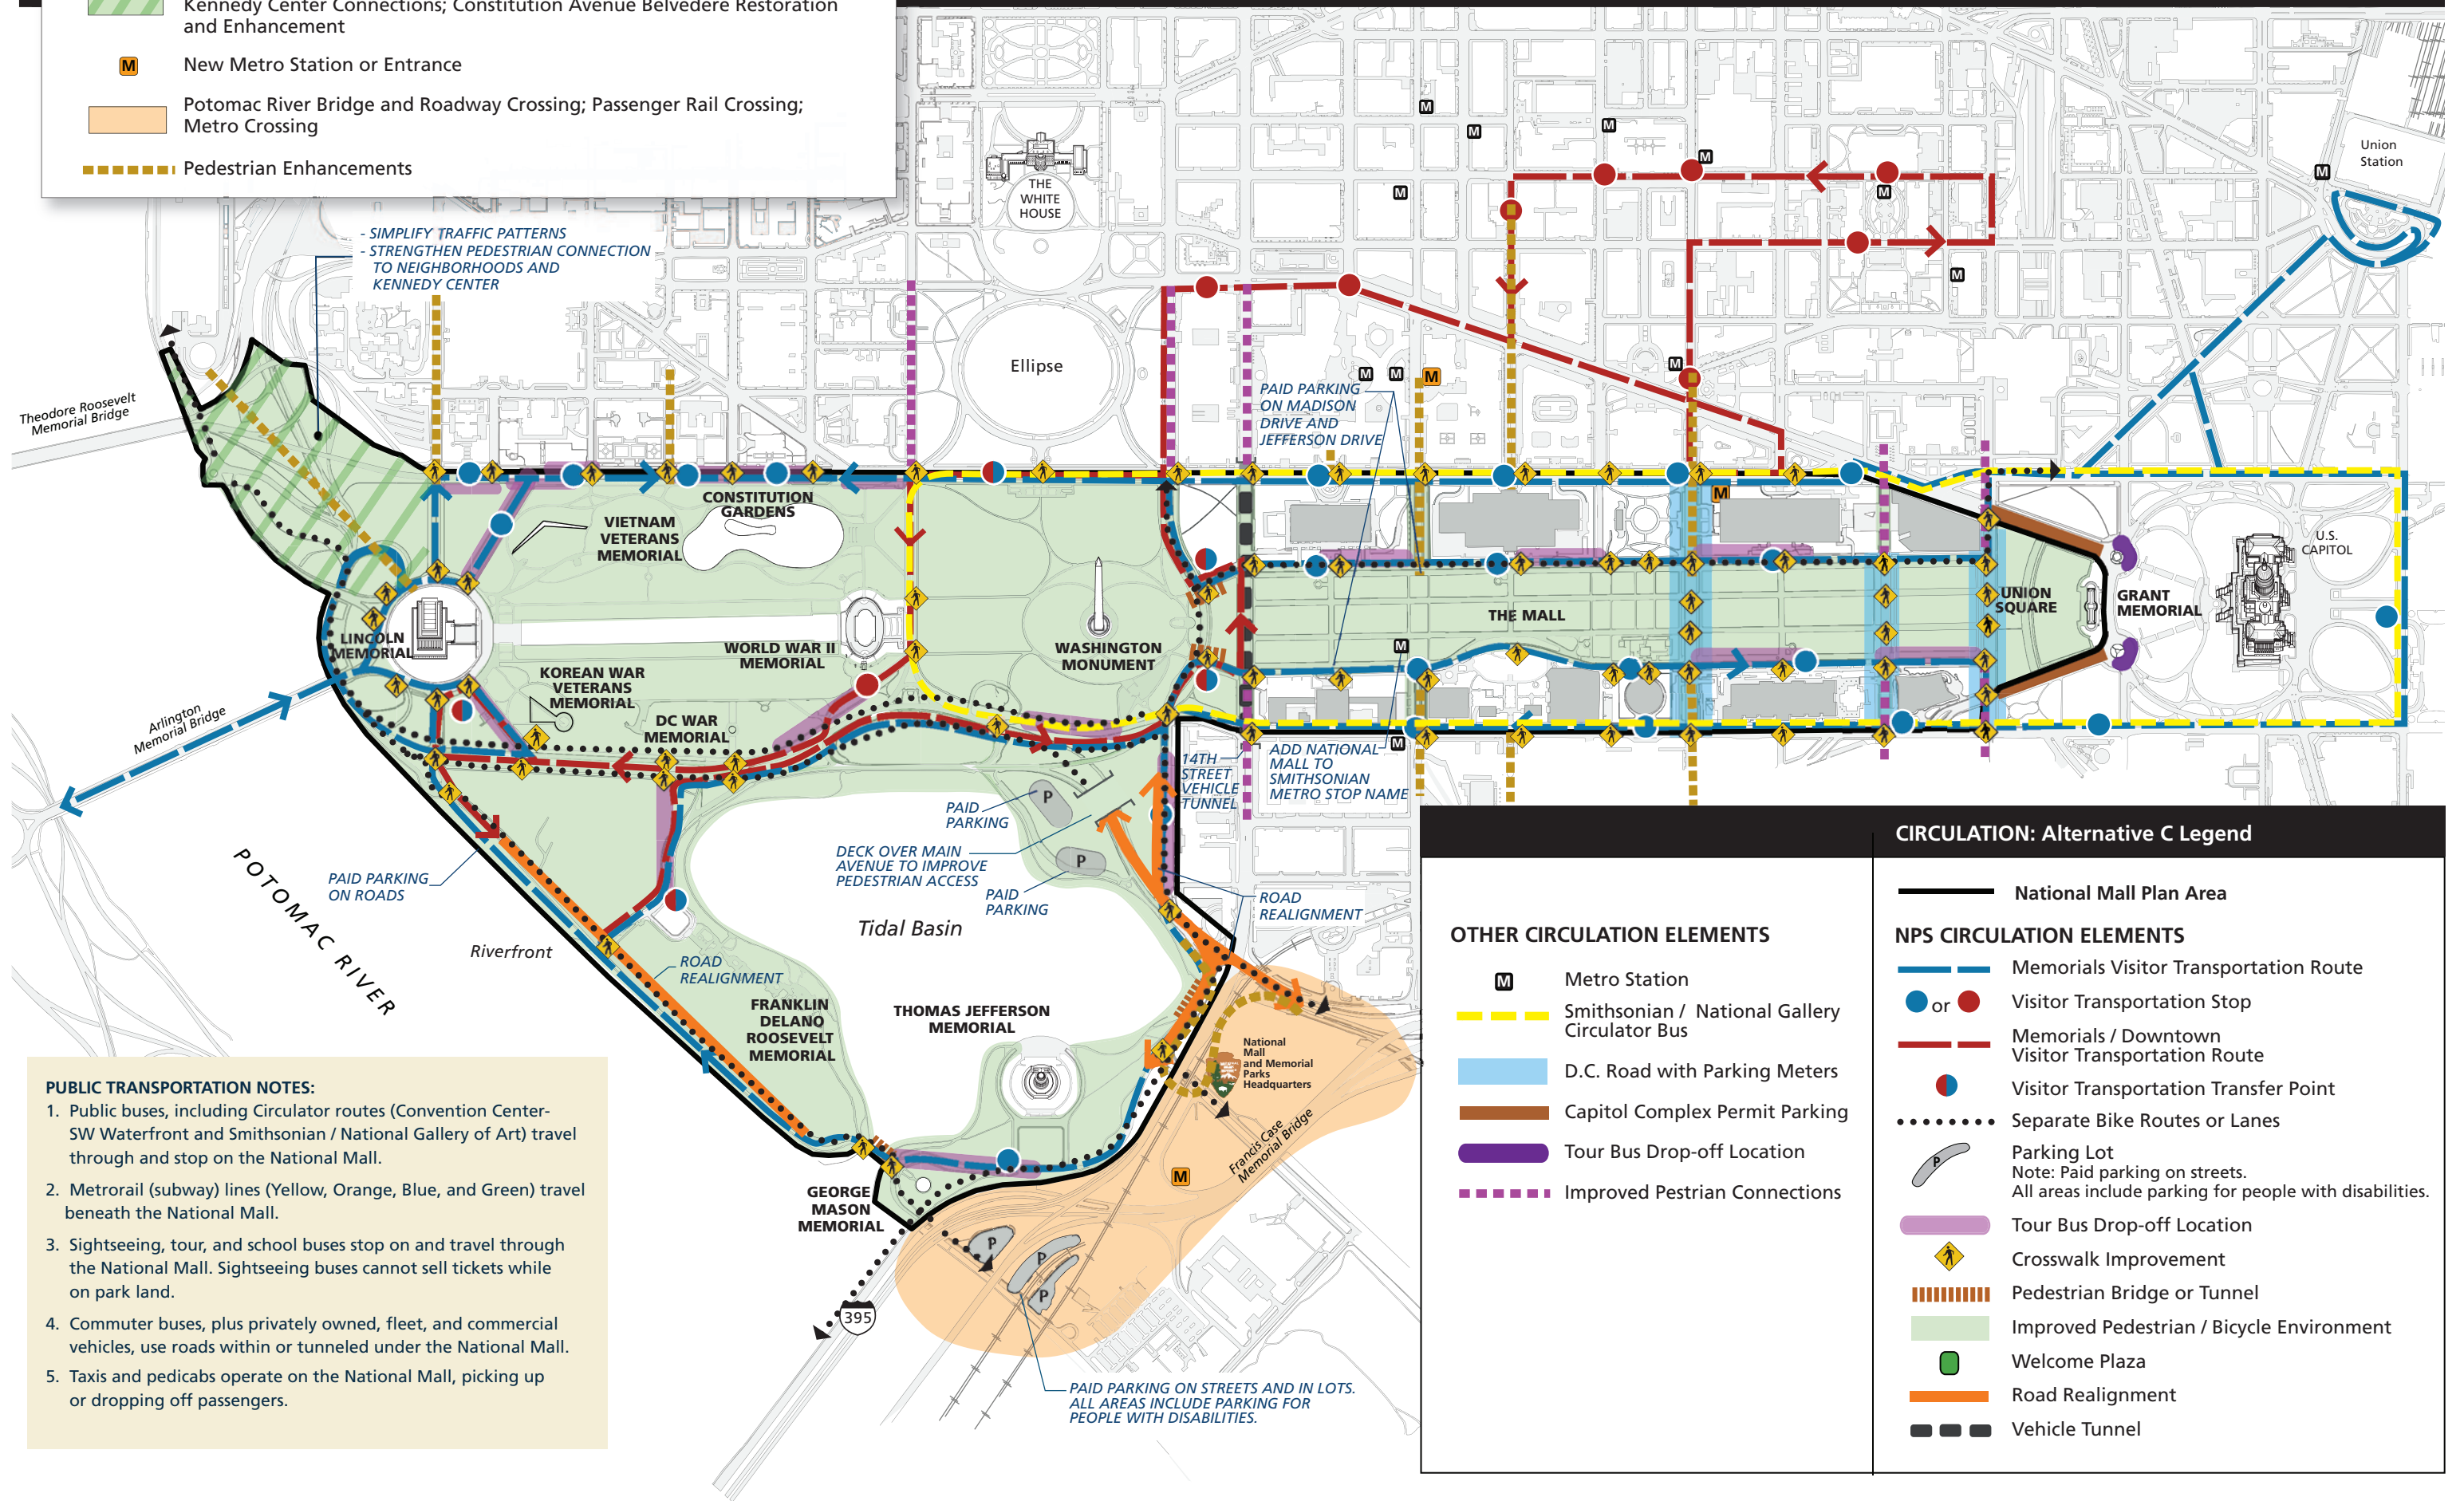 Kennedy Center Connections; Constitution Avenue Belvedere Restoration
and Enhancement
M
New Metro Station or Entrance
Potomac River Bridge and Roadway Crossing; Passenger Rail Crossing;
Metro Crossing
Pedestrian Enhancements
- SIMPLIFY TRAFFIC PATTERNS
- STRENGTHEN PEDESTRIAN CONNECTION
TO NEIGHBORHOODS AND
KENNEDY CENTER
THE
WHITE
HOUSE
Ellipse
Union
Station
M
M
M
M
M
M
M
M
M
M
M
M
M
PAID PARKING
ON MADISON
DRIVE AND
JEFFERSON DRIVE
Theodore Roosevelt
Memorial Bridge
CONSTITUTION
GARDENS
VIETNAM
VETERANS
MEMORIAL
LINCOLN
MEMORIAL
KOREAN WAR
VETERANS
MEMORIAL
DC WAR
MEMORIAL
WORLD WAR II
MEMORIAL
WASHINGTON
MONUMENT
THE MALL
UNION
SQUARE
GRANT
MEMORIAL
U.S.
CAPITOL
M
M
Arlington
Memorial Bridge
14TH
STREET
VEHICLE
TUNNEL
ADD NATIONAL
MALL TO
SMITHSONIAN
METRO STOP NAME
PAID
PARKING
P
DECK OVER MAIN
AVENUE TO IMPROVE
PEDESTRIAN ACCESS
P
PAID
PARKING
PAID PARKING
ON ROADS
ROAD
REALIGNMENT
POTOMAC RIVER
Riverfront
Tidal Basin
ROAD
REALIGNMENT
FRANKLIN
DELANO
ROOSEVELT
MEMORIAL
THOMAS JEFFERSON
MEMORIAL
National
Mall
and Memorial
Parks
Headquarters
Francis Case
Memorial Bridge
M
GEORGE
MASON
MEMORIAL
P
P
P
395
PAID PARKING ON STREETS AND IN LOTS.
ALL AREAS INCLUDE PARKING FOR
PEOPLE WITH DISABILITIES.
PUBLIC TRANSPORTATION NOTES:
1. Public buses, including Circulator routes (Convention Center-
SW Waterfront and Smithsonian / National Gallery of Art) travel
through and stop on the National Mall.
2. Metrorail (subway) lines (Yellow, Orange, Blue, and Green) travel
beneath the National Mall.
3. Sightseeing, tour, and school buses stop on and travel through
the National Mall. Sightseeing buses cannot sell tickets while
on park land.
4. Commuter buses, plus privately owned, fleet, and commercial
vehicles, use roads within or tunneled under the National Mall.
5. Taxis and pedicabs operate on the National Mall, picking up
or dropping off passengers.
CIRCULATION: Alternative C Legend
OTHER CIRCULATION ELEMENTS
M
Metro Station
Smithsonian / National Gallery
Circulator Bus
D.C. Road with Parking Meters
Capitol Complex Permit Parking
Tour Bus Drop-off Location
Improved Pestrian Connections
National Mall Plan Area
NPS CIRCULATION ELEMENTS
Memorials Visitor Transportation Route
or
Visitor Transportation Stop
Memorials / Downtown
Visitor Transportation Route
Visitor Transportation Transfer Point
Separate Bike Routes or Lanes
P
Parking Lot
Note: Paid parking on streets.
All areas include parking for people with disabilities.
Tour Bus Drop-off Location
Crosswalk Improvement
Pedestrian Bridge or Tunnel
Improved Pedestrian / Bicycle Environment
Welcome Plaza
Road Realignment
Vehicle Tunnel